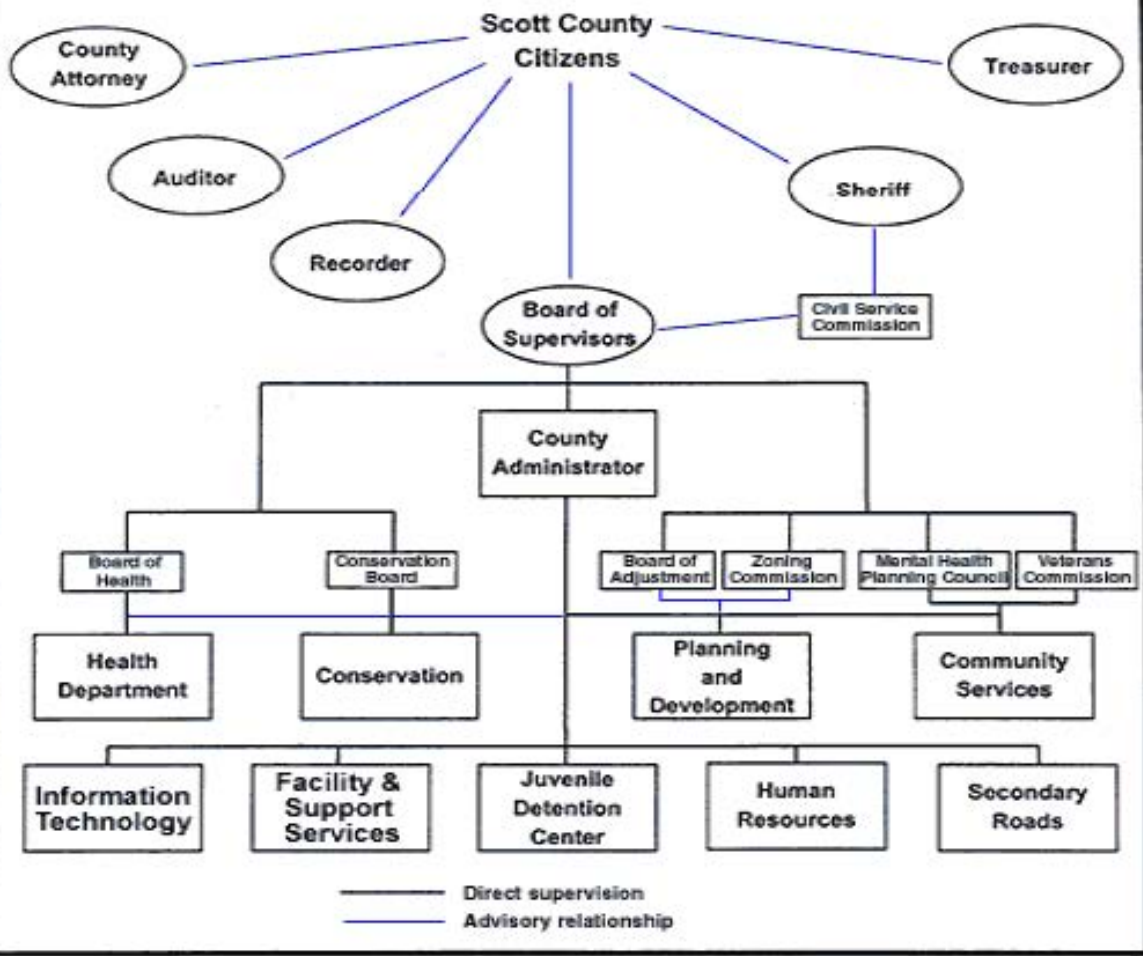 Scott County
Citizens
County
Attorney
Treasurer
Auditor
Sheriff
Recorder
Board of
Supervisors
Civil Service
Commission
County
Administrator
Board of
Health
Conservation
Board
Board of
Adjustment
Zoning
Commission
Mental Health
Planning Council
Veterans
Commission
Health
Department
Conservation
Planning
and
Development
Community
Services
Information
Technology
Facility &
Support
Services
Juvenile
Detention
Center
Human
Resources
Secondary
Roads
Direct supervision
Advisory relationship